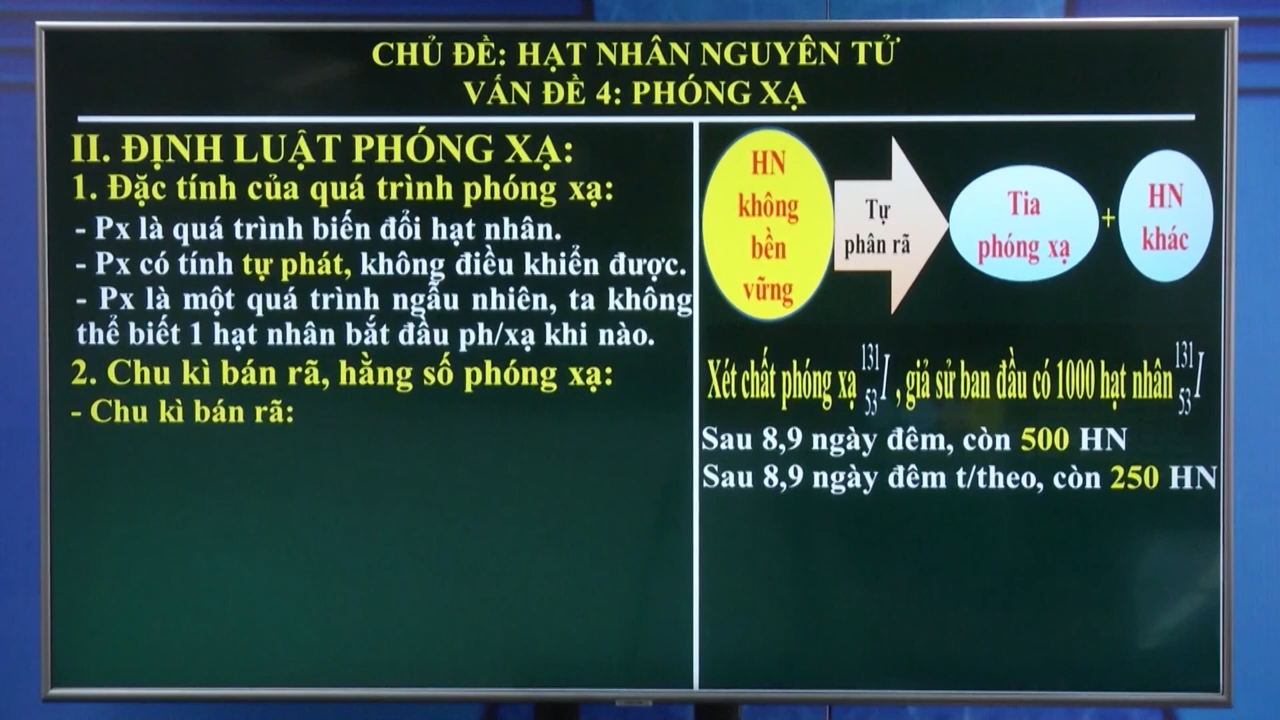 CHỦ ĐỀ: HẠT NHÂN NGUYÊN TỬ
VẤN ĐỀ 4: PHÓNG XẠ
II. ĐỊNH LUẬT PHÓNG XẠ:
1. Đặc tính của quá trình phóng xạ:
- Px là quá trình biến đổi hạt nhân.
- Px có tính tự phát, không điều khiển được.
- Px là một quá trình ngẫu nhiên, ta không
thể biết 1 hạt nhân bắt đầu ph/xạ khi nào.
2. Chu kì bán rã, hằng số phóng xạ:
- Chu kì bán rã:
HN
không
bền
vững
Tự
phân rã
Tia
phóng xạ
+
HN
khác
Xét chất phóng xạ ¹³¹₅₃I , giả sử ban đầu có 1000 hạt nhân ¹³¹₅₃I
Sau 8,9 ngày đêm, còn 500 HN
Sau 8,9 ngày đêm t/theo, còn 250 HN